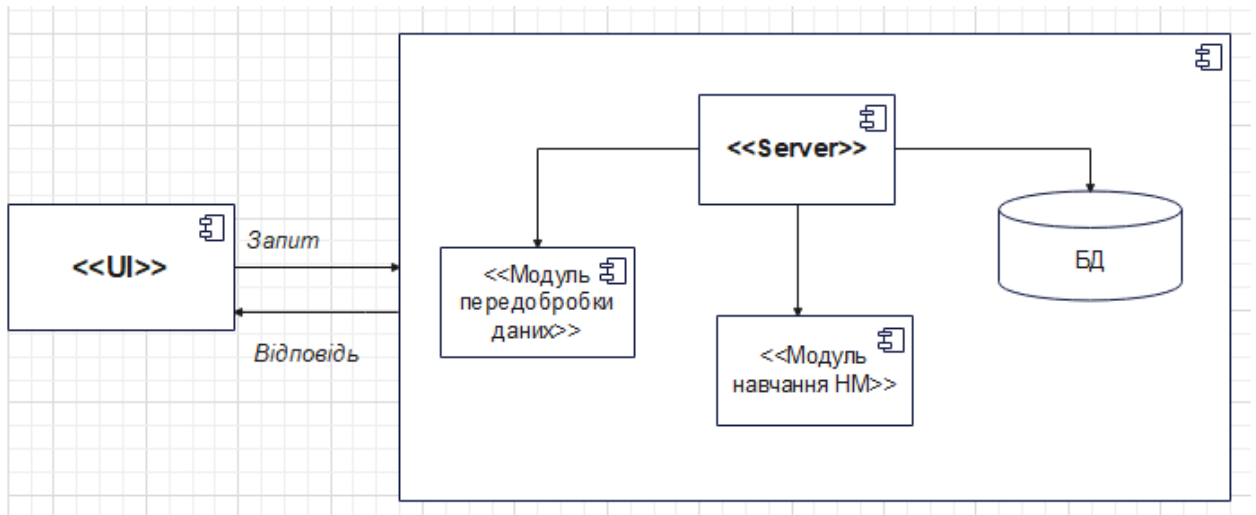 <<Server>>
<<UI>>
Запит
Відповідь
<<Модуль
передобробки
даних>>
<<Модуль
навчання НМ>>
БД